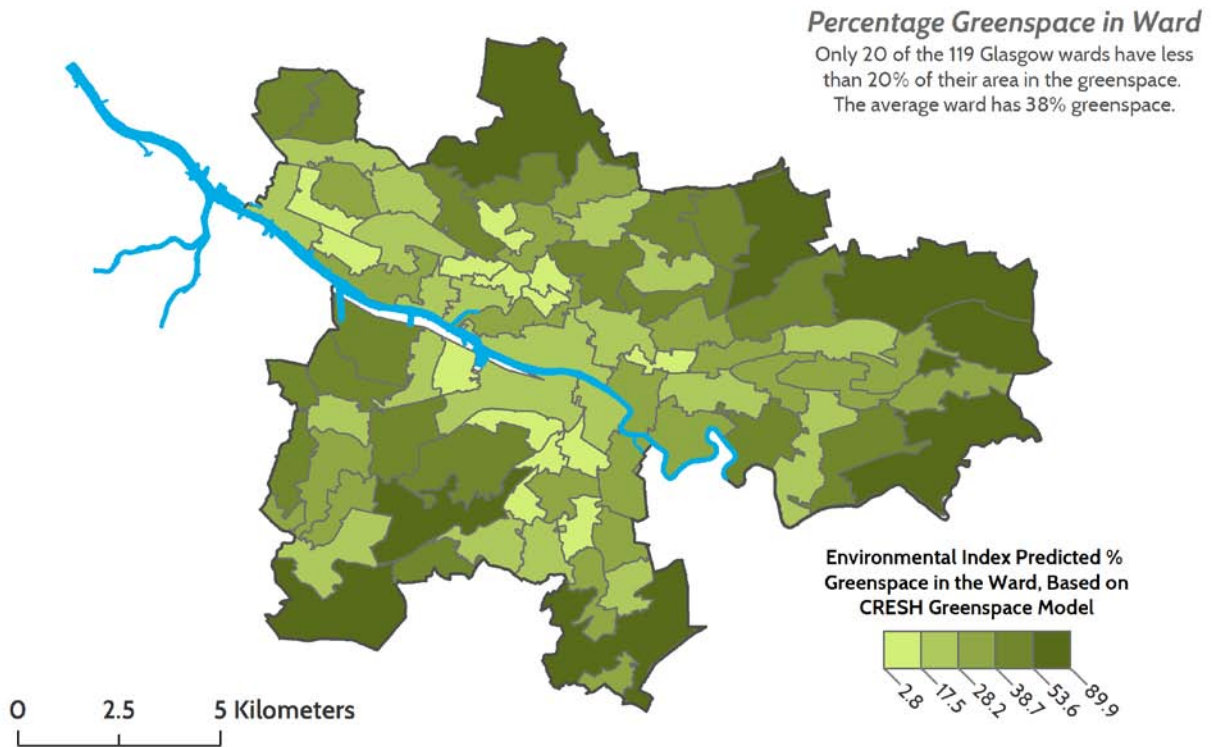 Percentage Greenspace in Ward
Only 20 of the 119 Glasgow wards have less
than 20% of their area in the greenspace.
The average ward has 38% greenspace.
Environmental Index Predicted %
Greenspace in the Ward, Based on
CRESH Greenspace Model
2.8 17.5 28.2 38.7 53.6 89.9
0 2.5 5 Kilometers